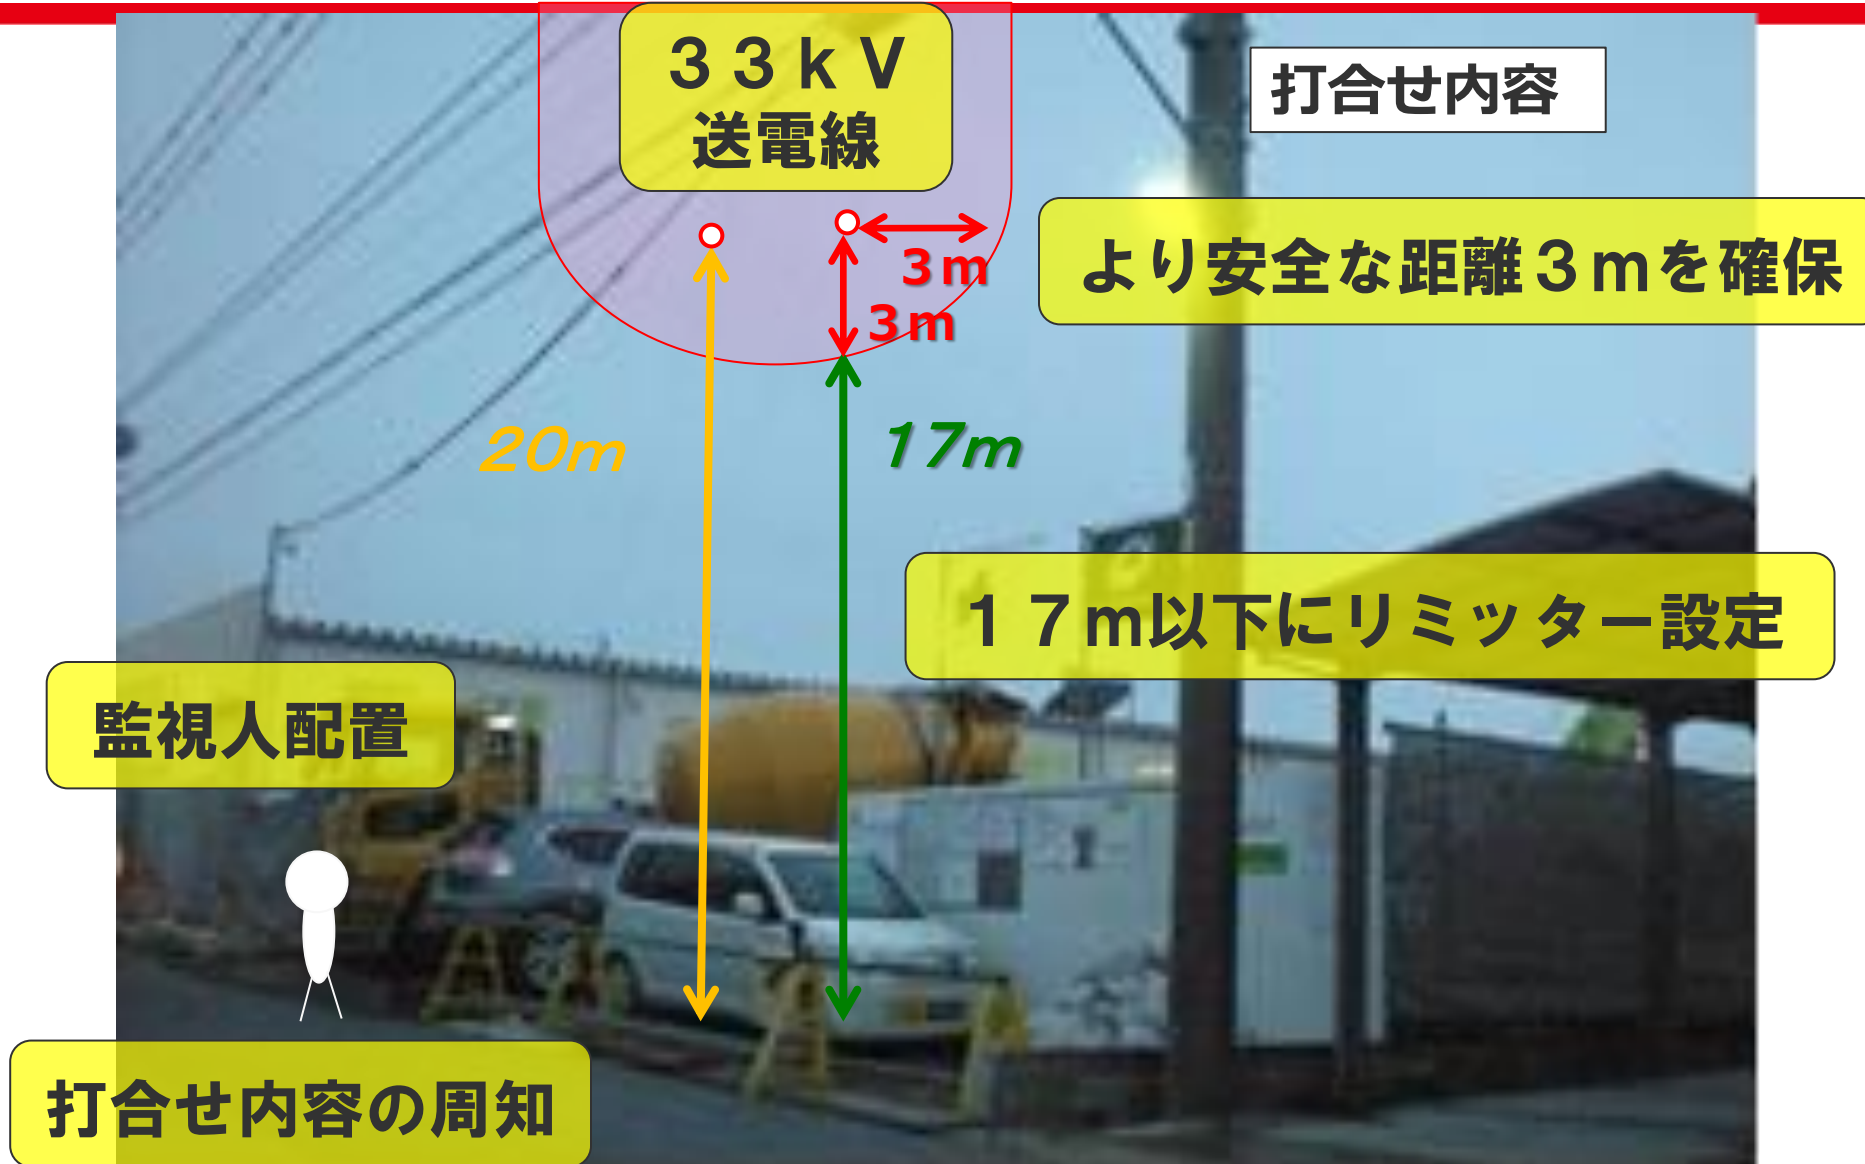 ３３ｋＶ
送電線
打合せ内容
より安全な距離３ｍを確保
3m
3m
20m
17m
１７ｍ以下にリミッター設定
監視人配置
打合せ内容の周知